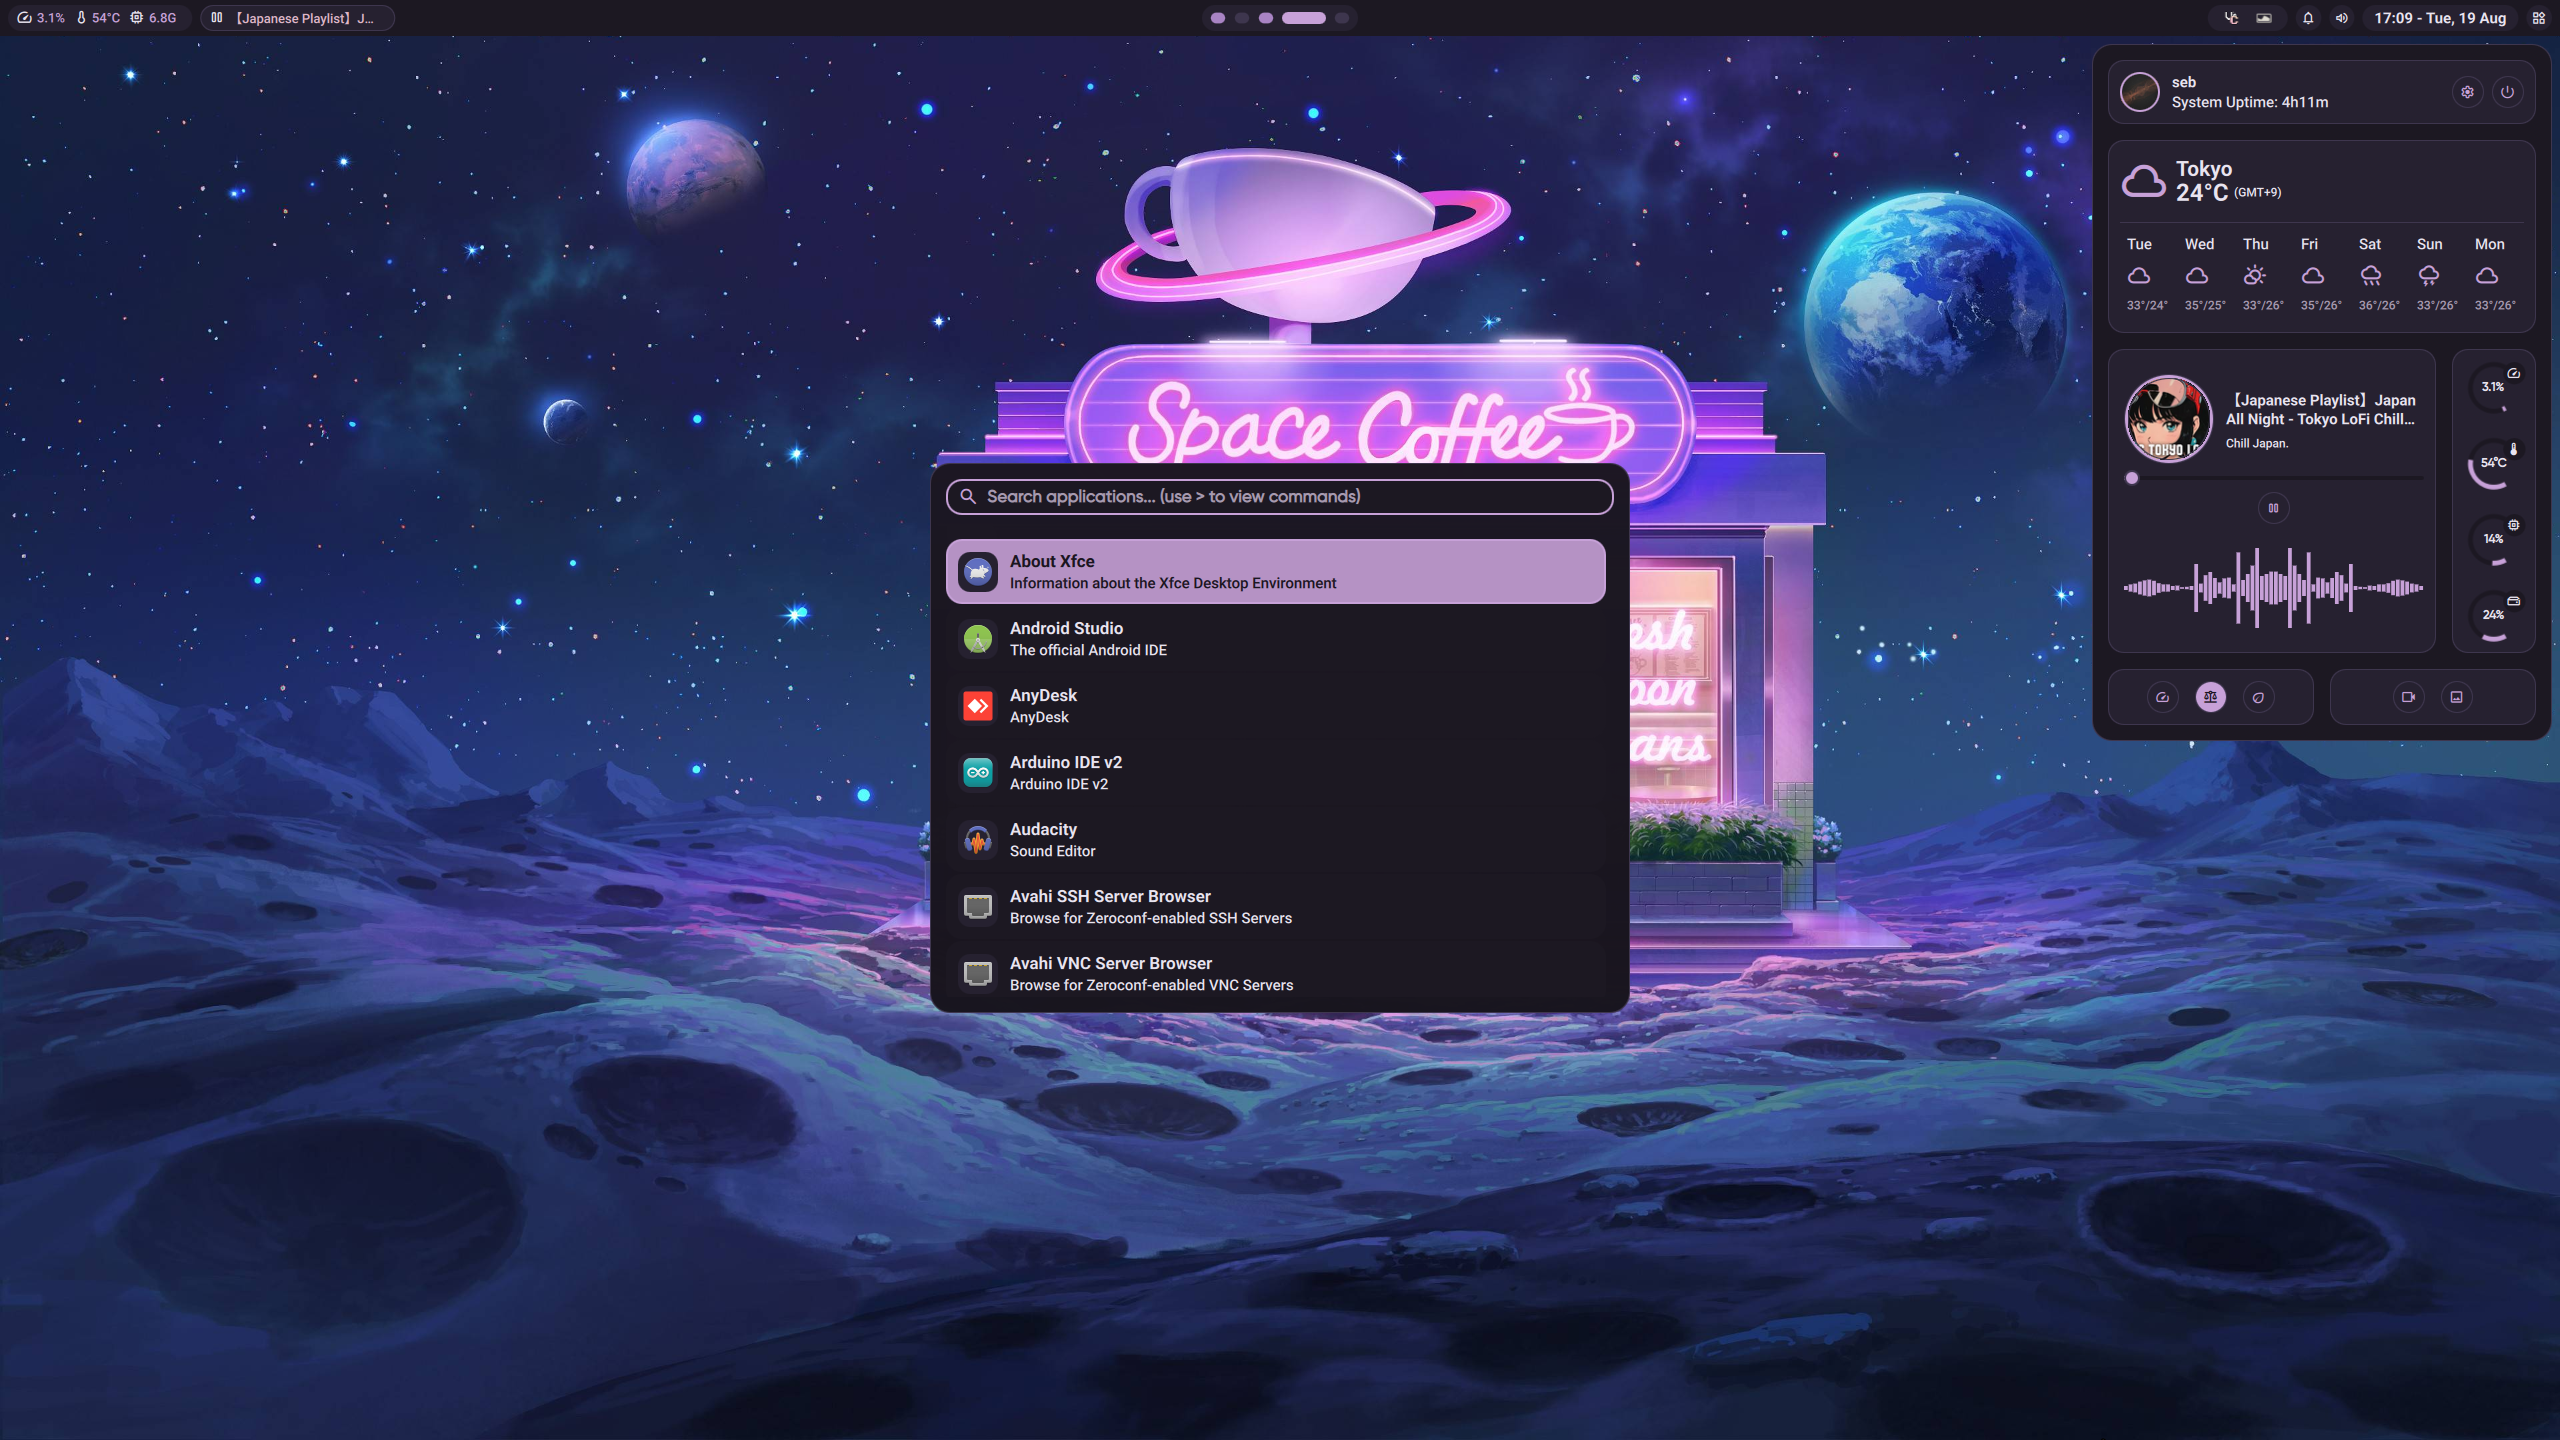 3.1% 54°C 6.8G 【Japanese Playlist】J...
17:09 - Tue, 19 Aug
seb
System Uptime: 4h11m
Tokyo
24°C (GMT+9)
Tue Wed Thu Fri Sat Sun Mon
33°/24° 35°/25° 33°/26° 35°/26° 36°/26° 33°/26° 33°/26°
【Japanese Playlist】Japan
All Night - Tokyo LoFi Chill...
Chill Japan.
3.1%
54°C
14%
24%
Space Coffee
Search applications... (use > to view commands)
About Xfce
Information about the Xfce Desktop Environment
Android Studio
The official Android IDE
AnyDesk
AnyDesk
Arduino IDE v2
Arduino IDE v2
Audacity
Sound Editor
Avahi SSH Server Browser
Browse for Zeroconf-enabled SSH Servers
Avahi VNC Server Browser
Browse for Zeroconf-enabled VNC Servers
esh
oon
ans.